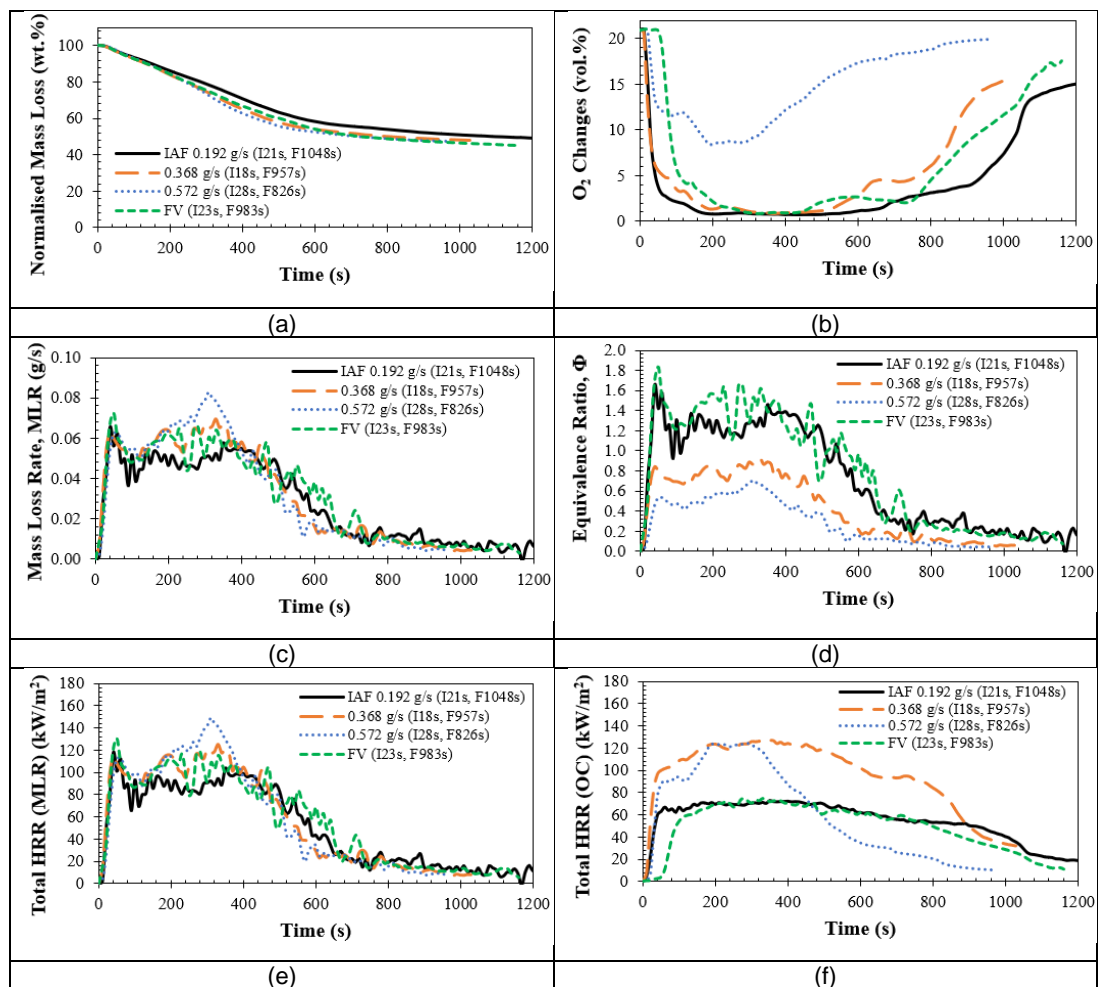 Normalised Mass Loss (wt.%)
100
80
60
40
20
0
IAF 0.192 g/s (I21s, F1048s)
0.368 g/s (I18s, F957s)
0.572 g/s (I28s, F826s)
FV (I23s, F983s)
0 200 400 600 800 1000 1200
Time (s)
O2 Changes (vol.%)
20
15
10
5
0
0 200 400 600 800 1000 1200
Time (s)
(a)
(b)
Mass Loss Rate, MLR (g/s)
0.10
0.08
0.06
0.04
0.02
0.00
IAF 0.192 g/s (I21s, F1048s)
0.368 g/s (I18s, F957s)
0.572 g/s (I28s, F826s)
FV (I23s, F983s)
0 200 400 600 800 1000 1200
Time (s)
Equivalence Ratio, Φ
2.0
1.8
1.6
1.4
1.2
1.0
0.8
0.6
0.4
0.2
0.0
IAF 0.192 g/s (I21s, F1048s)
0.368 g/s (I18s, F957s)
0.572 g/s (I28s, F826s)
FV (I23s, F983s)
0 200 400 600 800 1000 1200
Time (s)
(c)
(d)
Total HRR (MLR) (kW/m²)
180
160
140
120
100
80
60
40
20
0
IAF 0.192 g/s (I21s, F1048s)
0.368 g/s (I18s, F957s)
0.572 g/s (I28s, F826s)
FV (I23s, F983s)
0 200 400 600 800 1000 1200
Time (s)
Total HRR (OC) (kW/m²)
180
160
140
120
100
80
60
40
20
0
IAF 0.192 g/s (I21s, F1048s)
0.368 g/s (I18s, F957s)
0.572 g/s (I28s, F826s)
FV (I23s, F983s)
0 200 400 600 800 1000 1200
Time (s)
(e)
(f)